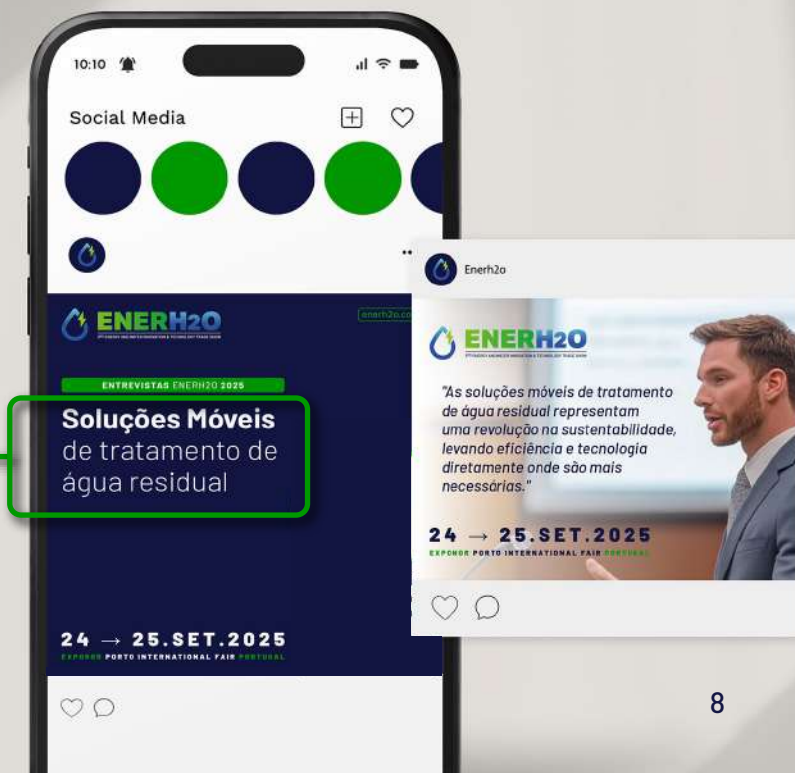 10:10
Social Media
ENERH2O
enerh2o.co
ENTREVISTAS ENERH2O 2025
Soluções Móveis
de tratamento de
água residual
24 → 25.SET.2025
EXPONOR PORTO INTERNATIONAL FAIR PORTUGAL
Enerh2o
ENERH2O
"As soluções móveis de tratamento
de água residual representam
uma revolução na sustentabilidade,
levando eficiência e tecnologia
diretamente onde são mais
necessárias."
24 → 25.SET.2025
EXPONOR PORTO INTERNATIONAL FAIR PORTUGAL
8